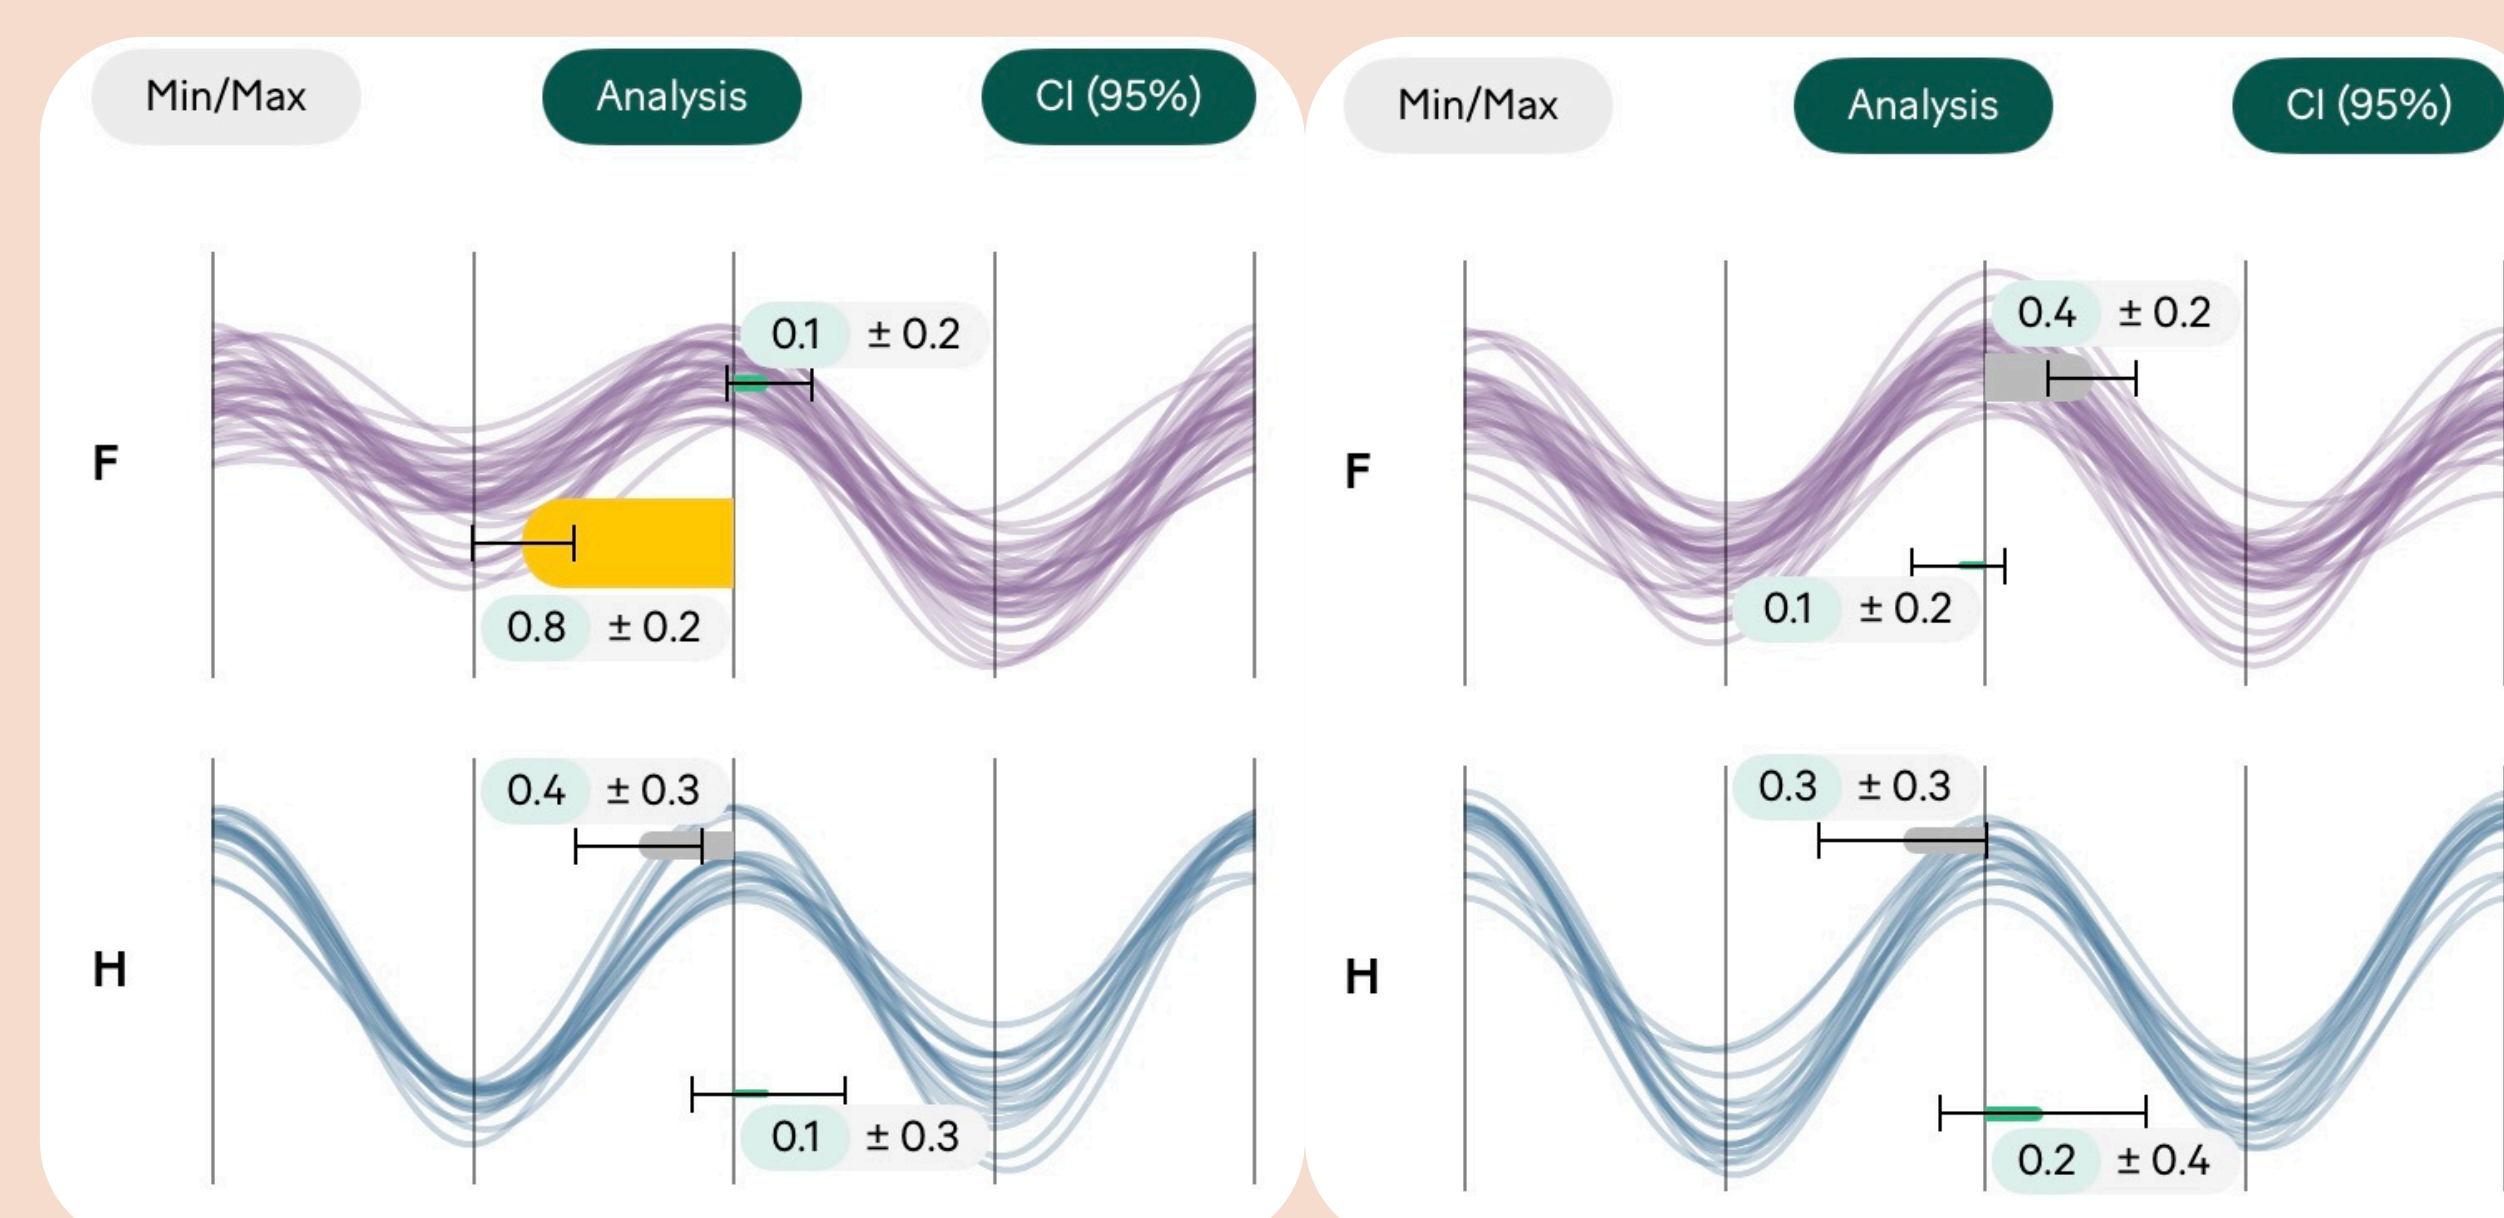 Min/Max Analysis CI (95%)
F
0.1 ± 0.2
0.8 ± 0.2
H
0.4 ± 0.3
0.1 ± 0.3
Min/Max Analysis CI (95%)
F
0.4 ± 0.2
0.1 ± 0.2
H
0.3 ± 0.3
0.2 ± 0.4